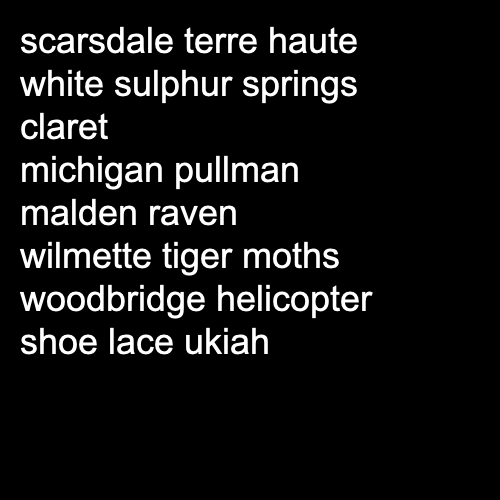 scarsdale terre haute
white sulphur springs
claret
michigan pullman
malden raven
wilmette tiger moths
woodbridge helicopter
shoe lace ukiah